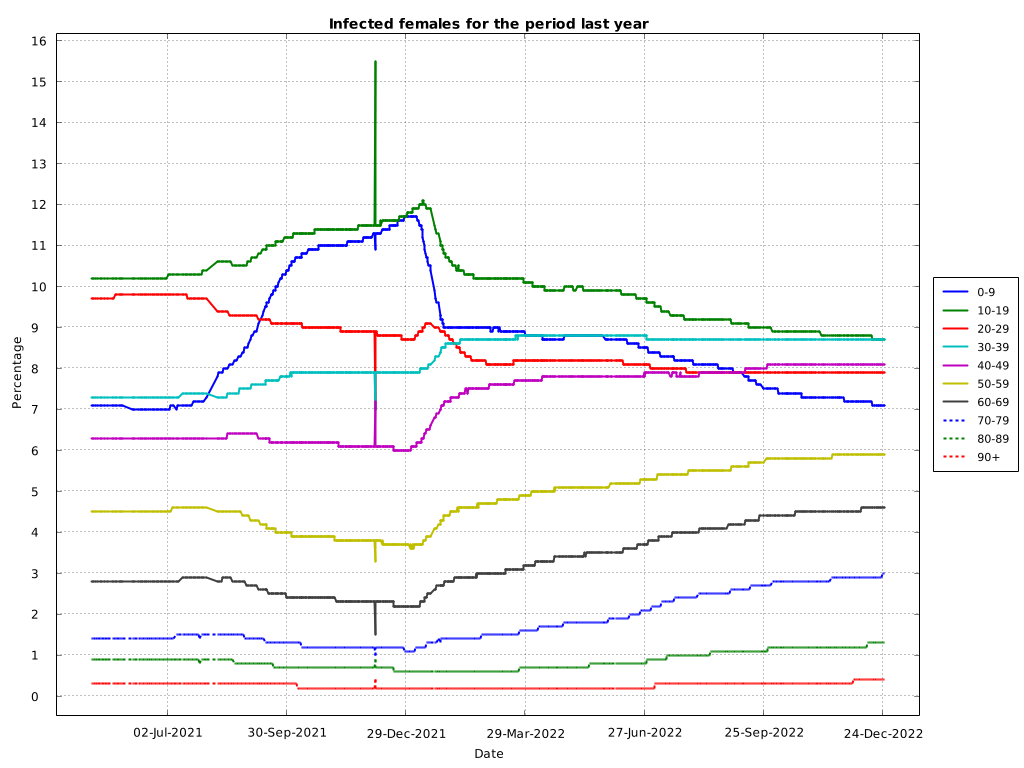 Infected females for the period last year
16
15
14
13
12
11
10
9
8
7
6
5
4
3
2
1
0
Percentage
02-Jul-2021
30-Sep-2021
29-Dec-2021
29-Mar-2022
27-Jun-2022
25-Sep-2022
24-Dec-2022
Date
0-9
10-19
20-29
30-39
40-49
50-59
60-69
70-79
80-89
90+